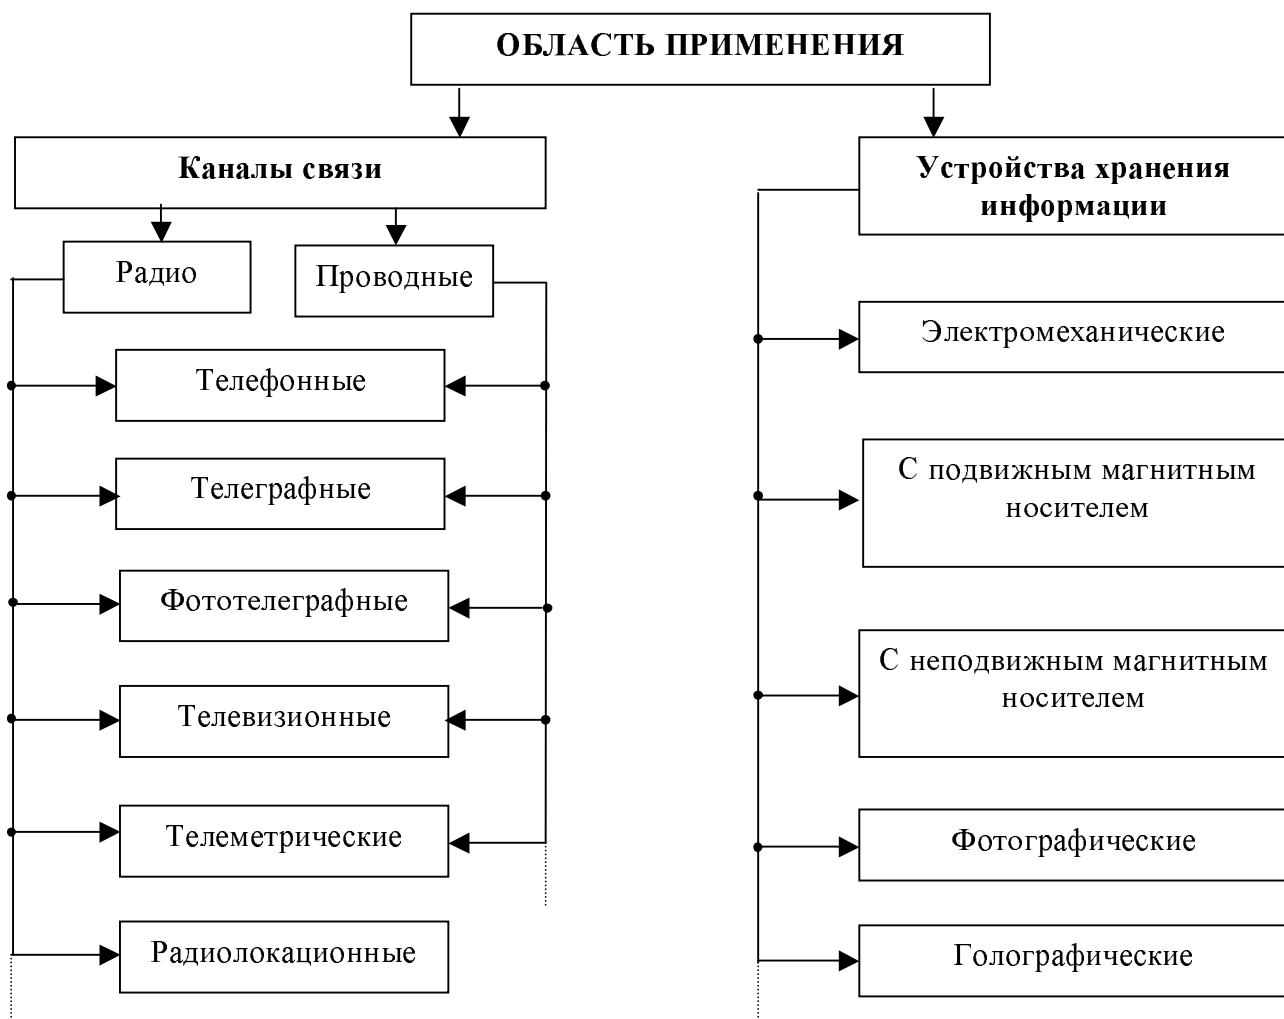 ОБЛАСТЬ ПРИМЕНЕНИЯ
Каналы связи
Радио
Проводные
Телефонные
Телеграфные
Фототелеграфные
Телевизионные
Телеметрические
Радиолокационные
Устройства хранения
информации
Электромеханические
С подвижным магнитным
носителем
С неподвижным магнитным
носителем
Фотографические
Голографические